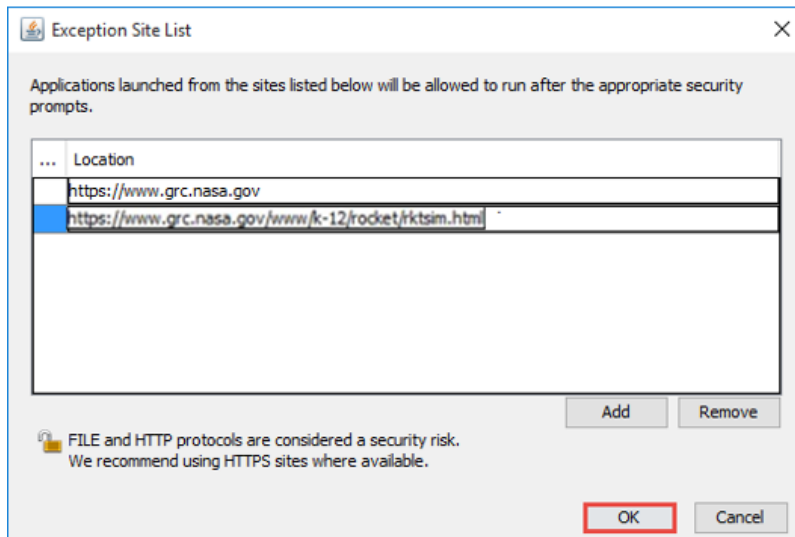 Exception Site List
Applications launched from the sites listed below will be allowed to run after the appropriate security
prompts.
... Location
https://www.grc.nasa.gov
https://www.grc.nasa.gov/www/k-12/rocket/rktsim.html
Add Remove
FILE and HTTP protocols are considered a security risk.
We recommend using HTTPS sites where available.
OK Cancel